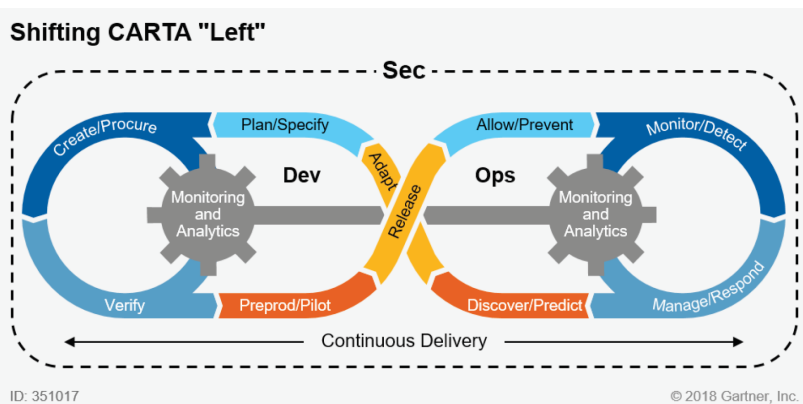 Shifting CARTA "Left"
Sec
Create/Procure
Plan/Specify
Adapt
Allow/Prevent
Monitor/Detect
Dev
Ops
Monitoring
and
Analytics
Release
Monitoring
and
Analytics
Verify
Preprod/Pilot
Discover/Predict
Manage/Respond
Continuous Delivery
ID: 351017
© 2018 Gartner, Inc.